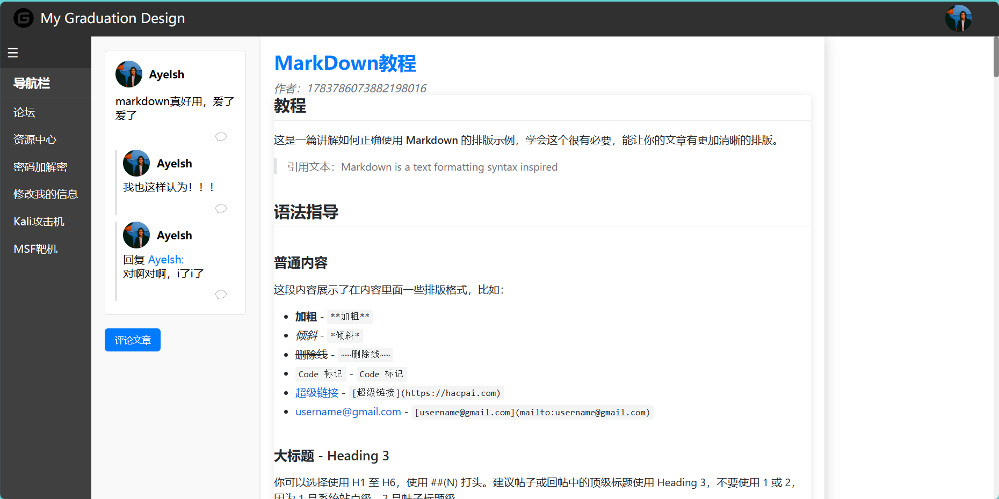 My Graduation Design
☰
导航栏
论坛
资源中心
密码加解密
修改我的信息
Kali攻击机
MSF靶机
Ayelsh
markdown真好用，爱了
爱了
Ayelsh
我也这样认为！！！
Ayelsh
回复 Ayelsh:
对啊对啊，i了i了
评论文章
MarkDown教程
作者：1783786073882198016
教程
这是一篇讲解如何正确使用 Markdown 的排版示例，学会这个很有必要，能让你的文章有更加清晰的排版。
引用文本：Markdown is a text formatting syntax inspired
语法指导
普通内容
这段内容展示了在内容里面一些排版格式，比如：
• 加粗 - **加粗**
• 倾斜 - *倾斜*
• 删除线 - ~~删除线~~
• Code 标记 - Code 标记
• 超级链接 - [超级链接](https://hacpai.com)
• username@gmail.com - [username@gmail.com](mailto:username@gmail.com)
大标题 - Heading 3
你可以选择使用 H1 至 H6，使用 ##(N) 打头。建议帖子或回帖中的顶级标题使用 Heading 3，不要使用 1 或 2，
因为 1 是系统站点级，2 是帖子标题级